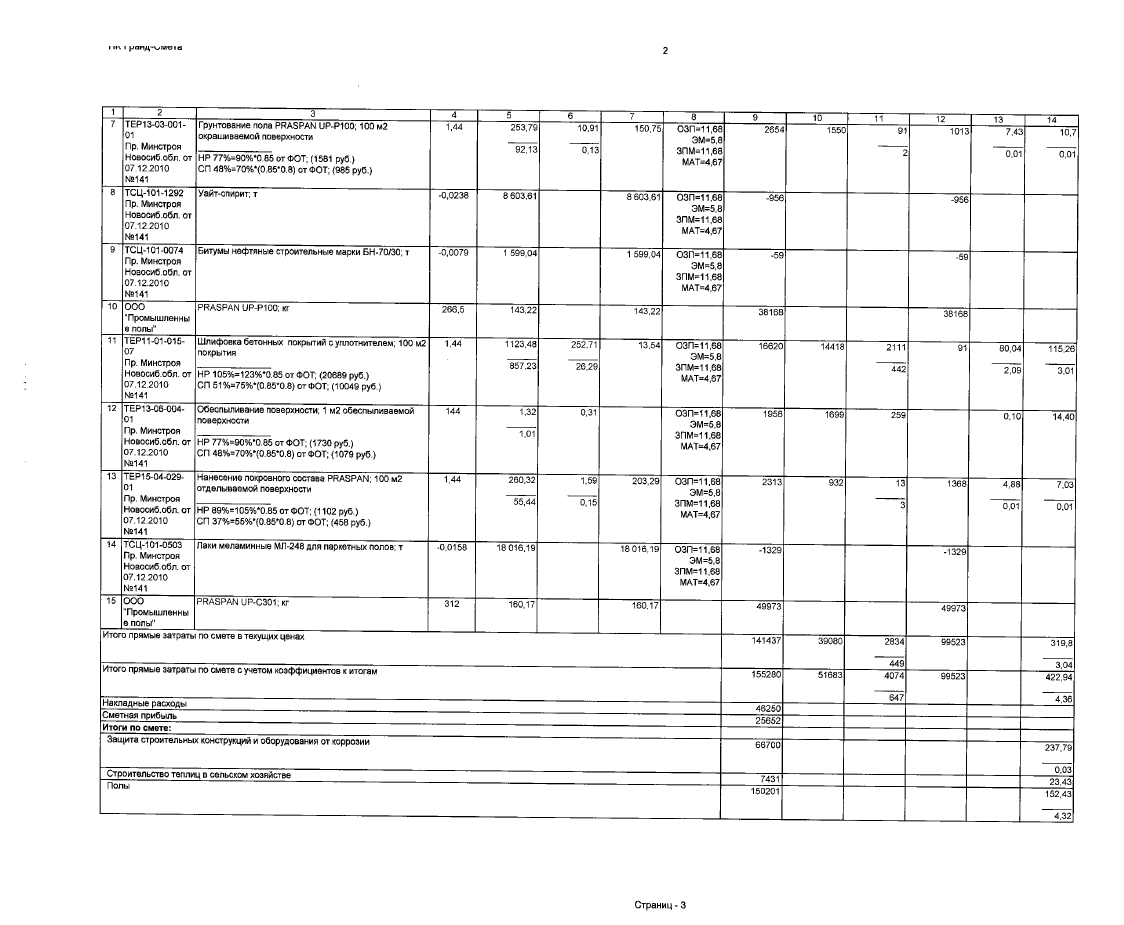 ПК Гранд-Смета
2
1 2 3 4 5 6 7 8 9 10 11 12 13 14
7 ТЕР13-03-001-01 Грунтование пола PRASPAN UP-P100; 100 м2 окрашиваемой поверхности 1,44 253,79 10,91 150,75 ОЗП=11,68 2654 1550 91 1013 7,43 10,7
ЭМ=5,8
Пр. Минстроя 92,13 0,13 ЗПМ=11,68 2 0,01 0,01
Новосиб.обл. от НР 77%=90%*0.85 от ФОТ; (1581 руб.) МАТ=4,67
07.12.2010 СП 48%=70%*(0.85*0.8) от ФОТ; (985 руб.)
№141
8 ТСЦ-101-1292 Уайт-спирит; т -0,0238 8 603,61 8 603,61 ОЗП=11,68 -956 -956
Пр. Минстроя ЭМ=5,8
Новосиб.обл. от ЗПМ=11,68
07.12.2010 МАТ=4,67
№141
9 ТСЦ-101-0074 Битумы нефтяные строительные марки БН-70/30; т -0,0079 1 599,04 1 599,04 ОЗП=11,68 -59 -59
Пр. Минстроя ЭМ=5,8
Новосиб.обл. от ЗПМ=11,68
07.12.2010 МАТ=4,67
№141
10 ООО PRASPAN UP-P100; кг 266,5 143,22 143,22 38168 38168
"Промышленны
е полы"
11 ТЕР11-01-015-07 Шлифовка бетонных покрытий с уплотнителем; 100 м2 покрытия 1,44 1123,48 252,71 13,54 ОЗП=11,68 16620 14418 2111 91 80,04 115,26
ЭМ=5,8
Пр. Минстроя 857,23 26,29 ЗПМ=11,68 442 2,09 3,01
Новосиб.обл. от НР 105%=123%*0.85 от ФОТ; (20689 руб.) МАТ=4,67
07.12.2010 СП 51%=75%*(0.85*0.8) от ФОТ; (10049 руб.)
№141
12 ТЕР13-06-004-01 Обеспыливание поверхности; 1 м2 обеспыливаемой поверхности 144 1,32 0,31 ОЗП=11,68 1958 1699 259 0,10 14,40
ЭМ=5,8
Пр. Минстроя 1,01 ЗПМ=11,68
Новосиб.обл. от НР 77%=90%*0.85 от ФОТ; (1730 руб.) МАТ=4,67
07.12.2010 СП 48%=70%*(0.85*0.8) от ФОТ; (1079 руб.)
№141
13 ТЕР15-04-029-01 Нанесение покровного состава PRASPAN; 100 м2 отделываемой поверхности 1,44 260,32 1,59 203,29 ОЗП=11,68 2313 932 13 1368 4,88 7,03
ЭМ=5,8
Пр. Минстроя 55,44 0,15 ЗПМ=11,68 3 0,01 0,01
Новосиб.обл. от НР 89%=105%*0.85 от ФОТ; (1102 руб.) МАТ=4,67
07.12.2010 СП 37%=55%*(0.85*0.8) от ФОТ; (458 руб.)
№141
14 ТСЦ-101-0503 Лаки меламинные МЛ-248 для паркетных полов; т -0,0158 18 016,19 18 016,19 ОЗП=11,68 -1329 -1329
Пр. Минстроя ЭМ=5,8
Новосиб.обл. от ЗПМ=11,68
07.12.2010 МАТ=4,67
№141
15 ООО PRASPAN UP-C301; кг 312 160,17 160,17 49973 49973
"Промышленны
е полы"
Итого прямые затраты по смете в текущих ценах 141437 39080 2834 99523 319,8
449 3,04
Итого прямые затраты по смете с учетом коэффициентов к итогам 155280 51683 4074 99523 422,94
647 4,36
Накладные расходы 46250
Сметная прибыль 25652
Итоги по смете:
Защита строительных конструкций и оборудования от коррозии 66700 237,79
0,03
Строительство теплиц в сельском хозяйстве 7431 23,43
Полы 150201 152,43
4,32
Страниц - 3